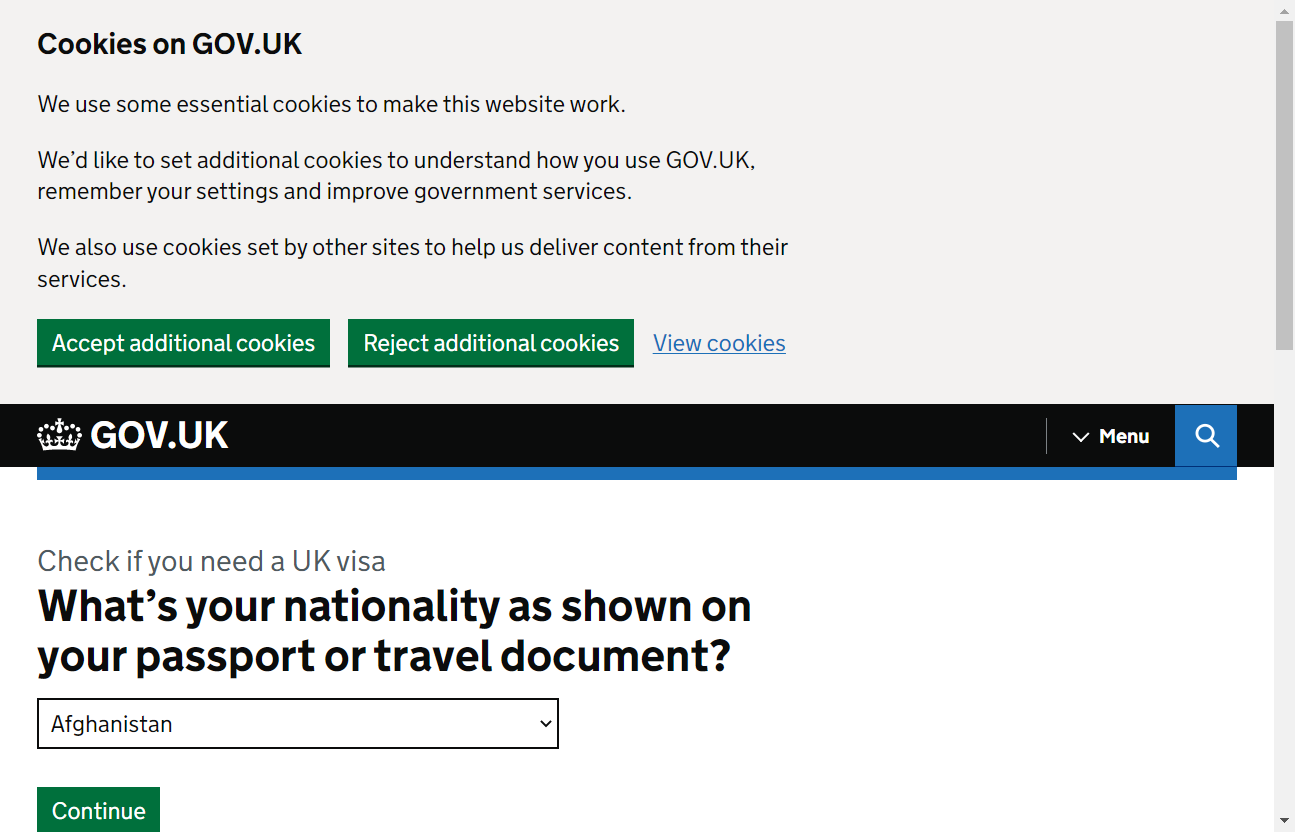 Cookies on GOV.UK
We use some essential cookies to make this website work.
We’d like to set additional cookies to understand how you use GOV.UK,
remember your settings and improve government services.
We also use cookies set by other sites to help us deliver content from their
services.
Accept additional cookies Reject additional cookies View cookies
GOV.UK Menu
Check if you need a UK visa
What’s your nationality as shown on
your passport or travel document?
Afghanistan
Continue